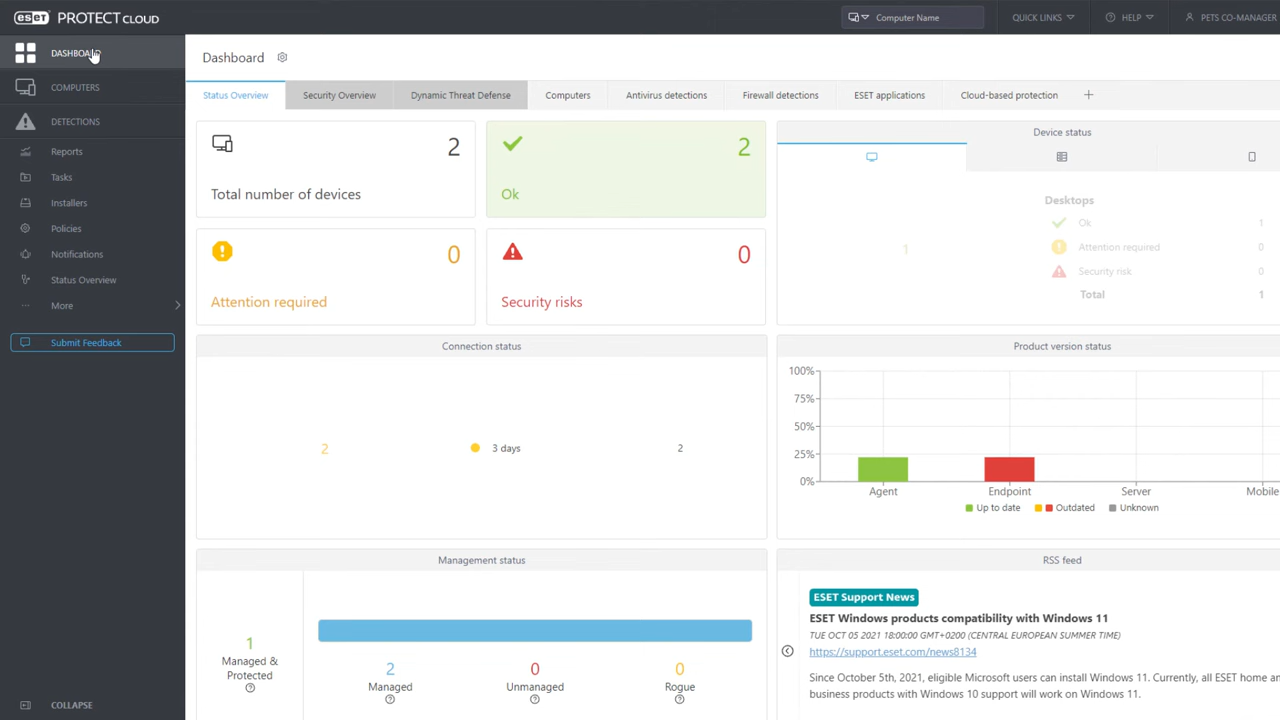 eset PROTECT CLOUD
Computer Name
QUICK LINKS
HELP
PETS CO-MANAGER
DASHBOARD
COMPUTERS
DETECTIONS
Reports
Tasks
Installers
Policies
Notifications
Status Overview
More
Submit Feedback
COLLAPSE
Dashboard
Status Overview
Security Overview
Dynamic Threat Defense
Computers
Antivirus detections
Firewall detections
ESET applications
Cloud-based protection
2
Total number of devices
2
Ok
0
Attention required
0
Security risks
Device status
1
Desktops
Ok 1
Attention required 0
Security risk 0
Total 1
Connection status
2
3 days 2
Product version status
100%
75%
50%
25%
0%
Agent Endpoint Server Mobile
Up to date Outdated Unknown
Management status
1
Managed &
Protected
2
Managed
0
Unmanaged
0
Rogue
RSS feed
ESET Support News
ESET Windows products compatibility with Windows 11
TUE OCT 05 2021 18:00:00 GMT+0200 (CENTRAL EUROPEAN SUMMER TIME)
https://support.eset.com/news8134
Since October 5th, 2021, eligible Microsoft users can install Windows 11. Currently, all ESET home and
business products with Windows 10 support will work on Windows 11.